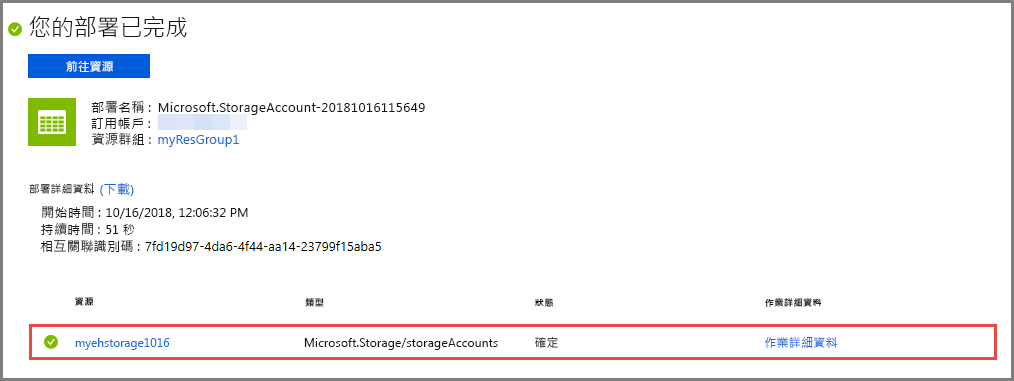 您的部署已完成
前往資源
部署名稱： Microsoft.StorageAccount-20181016115649
訂用帳戶：
資源群組： myResGroup1
部署詳細資料 (下載)
開始時間：10/16/2018, 12:06:32 PM
持續時間：51 秒
相互關聯識別碼：7fd19d97-4da6-4f44-aa14-23799f15aba5
資源 類型 狀態 作業詳細資料
myehstorage1016 Microsoft.Storage/storageAccounts 確定 作業詳細資料